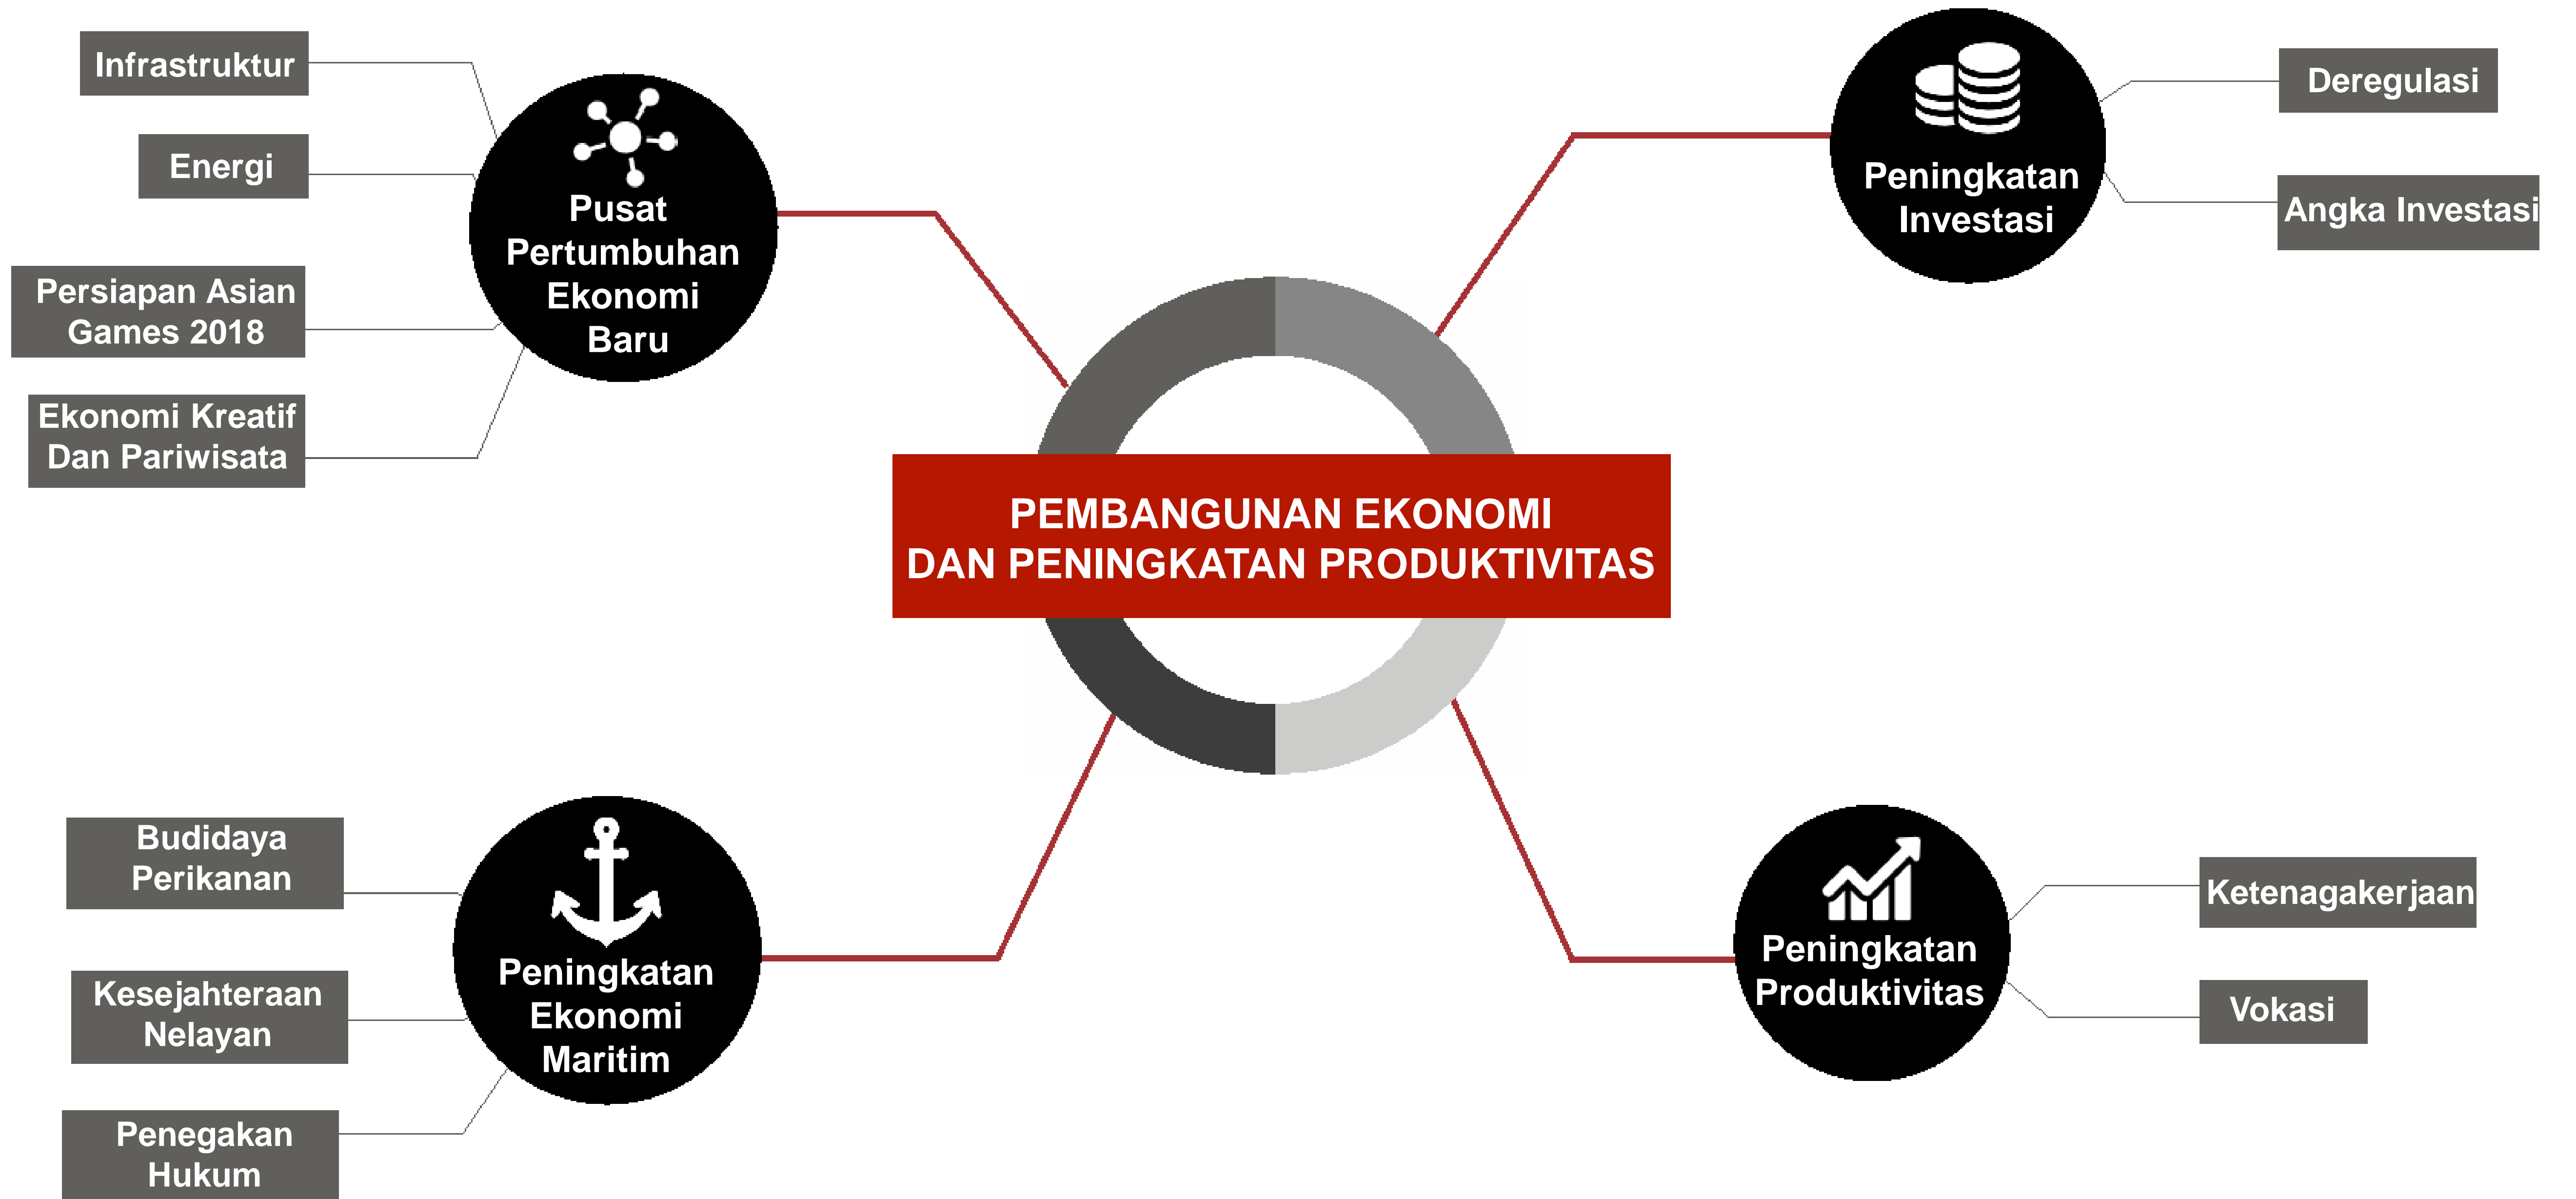 Infrastruktur
Energi
Persiapan Asian
Games 2018
Ekonomi Kreatif
Dan Pariwisata
Pusat
Pertumbuhan
Ekonomi
Baru
Peningkatan
Investasi
Deregulasi
Angka Investasi
PEMBANGUNAN EKONOMI
DAN PENINGKATAN PRODUKTIVITAS
Budidaya
Perikanan
Kesejahteraan
Nelayan
Penegakan
Hukum
Peningkatan
Ekonomi
Maritim
Peningkatan
Produktivitas
Ketenagakerjaan
Vokasi